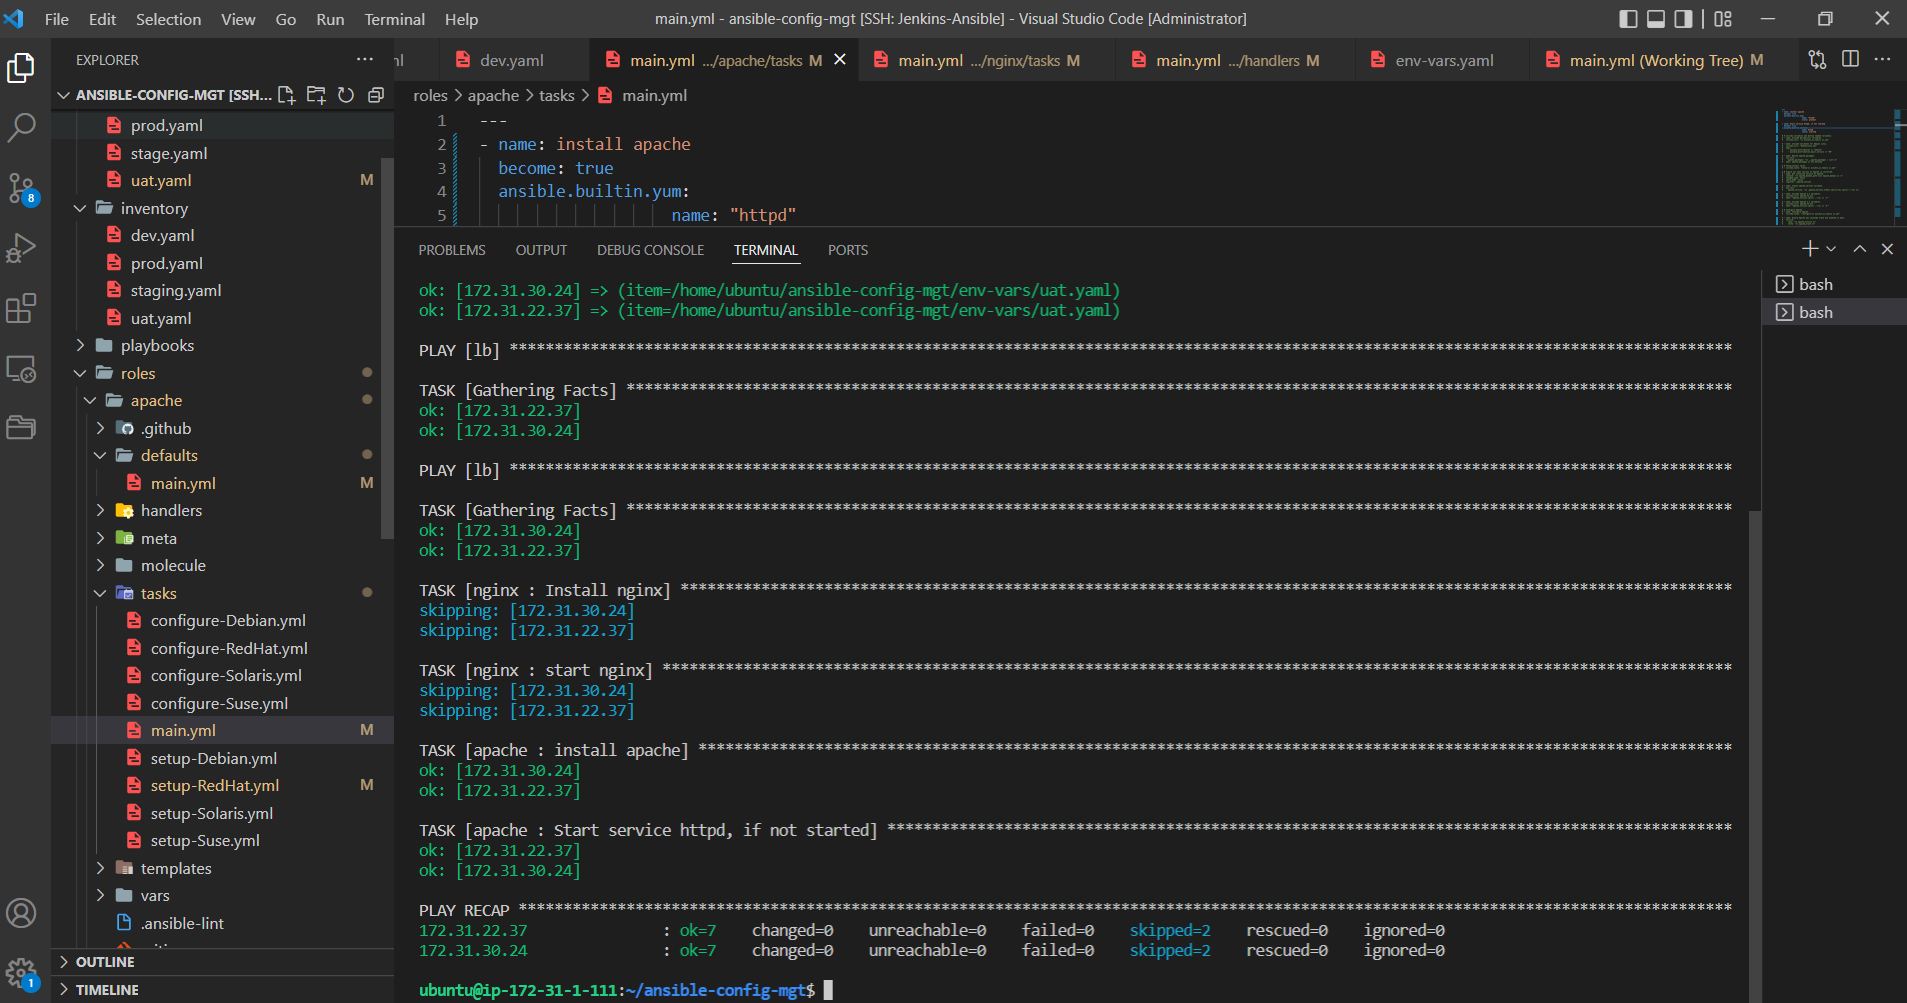 File Edit Selection View Go Run Terminal Help
main.yml - ansible-config-mgt [SSH: Jenkins-Ansible] - Visual Studio Code [Administrator]
EXPLORER
dev.yaml
main.yml .../apache/tasks M
main.yml .../nginx/tasks M
main.yml .../handlers M
env-vars.yaml
main.yml (Working Tree) M
ANSIBLE-CONFIG-MGT [SSH...
prod.yaml
stage.yaml
uat.yaml M
inventory
dev.yaml
prod.yaml
staging.yaml
uat.yaml
playbooks
roles
apache
.github
defaults
main.yml M
handlers
meta
molecule
tasks
configure-Debian.yml
configure-RedHat.yml
configure-Solaris.yml
configure-Suse.yml
main.yml M
setup-Debian.yml
setup-RedHat.yml M
setup-Solaris.yml
setup-Suse.yml
templates
vars
.ansible-lint
OUTLINE
TIMELINE
8
1
roles > apache > tasks > main.yml
1 ---
2 - name: install apache
3 become: true
4 ansible.builtin.yum:
5 name: "httpd"
PROBLEMS OUTPUT DEBUG CONSOLE TERMINAL PORTS
bash
bash
ok: [172.31.30.24] => (item=/home/ubuntu/ansible-config-mgt/env-vars/uat.yaml)
ok: [172.31.22.37] => (item=/home/ubuntu/ansible-config-mgt/env-vars/uat.yaml)
PLAY [lb] ****************************************************************************************************************************************
TASK [Gathering Facts] ***************************************************************************************************************************
ok: [172.31.22.37]
ok: [172.31.30.24]
PLAY [lb] ****************************************************************************************************************************************
TASK [Gathering Facts] ***************************************************************************************************************************
ok: [172.31.30.24]
ok: [172.31.22.37]
TASK [nginx : Install nginx] *********************************************************************************************************************
skipping: [172.31.30.24]
skipping: [172.31.22.37]
TASK [nginx : start nginx] ***********************************************************************************************************************
skipping: [172.31.30.24]
skipping: [172.31.22.37]
TASK [apache : install apache] *******************************************************************************************************************
ok: [172.31.30.24]
ok: [172.31.22.37]
TASK [apache : Start service httpd, if not started] **********************************************************************************************
ok: [172.31.22.37]
ok: [172.31.30.24]
PLAY RECAP ***************************************************************************************************************************************
172.31.22.37 : ok=7 changed=0 unreachable=0 failed=0 skipped=2 rescued=0 ignored=0
172.31.30.24 : ok=7 changed=0 unreachable=0 failed=0 skipped=2 rescued=0 ignored=0
ubuntu@ip-172-31-1-111:~/ansible-config-mgt$